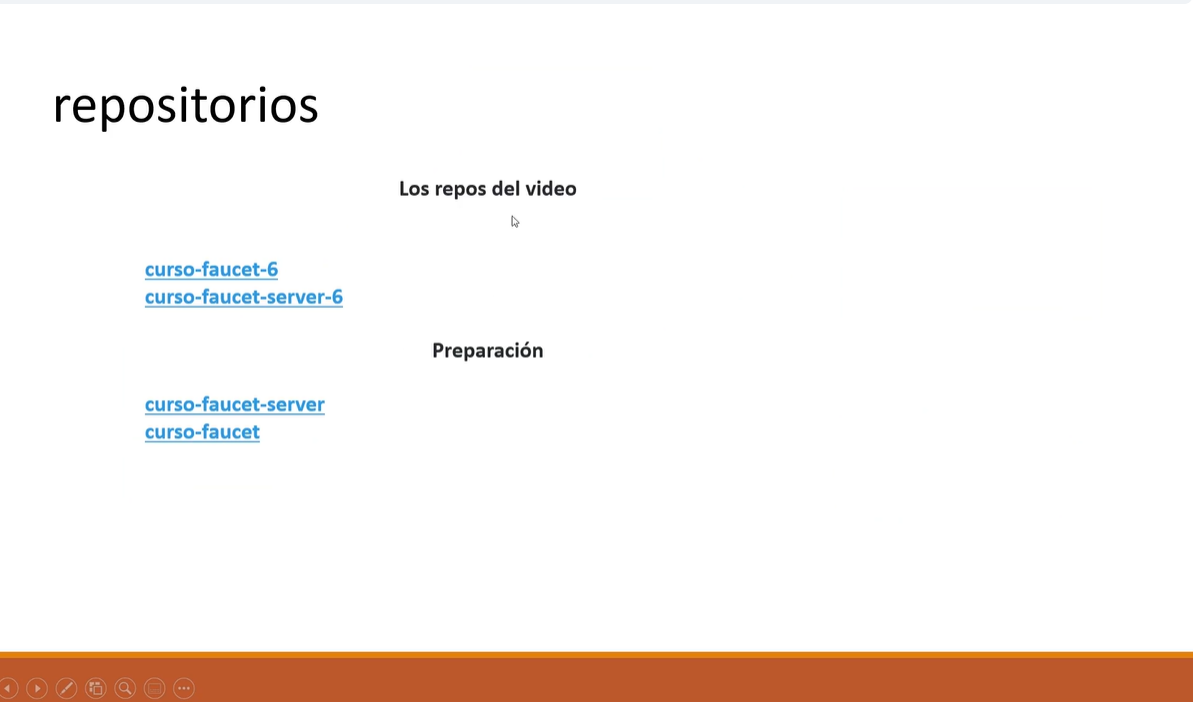 repositorios
Los repos del video
curso-faucet-6
curso-faucet-server-6
Preparación
curso-faucet-server
curso-faucet